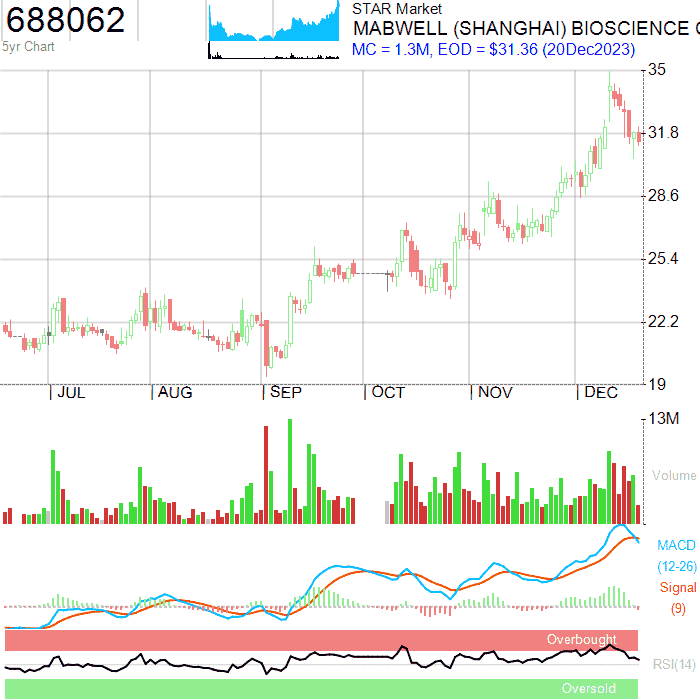 688062
5yr Chart
STAR Market
MABWELL (SHANGHAI) BIOSCIENCE
MC = 1.3M, EOD = $31.36 (20Dec2023)
35
31.8
28.6
25.4
22.2
19
JUL AUG SEP OCT NOV DEC
13M
Volume
MACD
(12-26)
Signal
(9)
Overbought
RSI(14)
Oversold